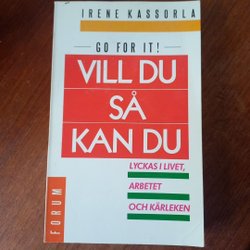 IRENE KASSORLA
GO FOR IT!
VILL DU
SÅ
KAN DU
LYCKAS I LIVET,
ARBETET
OCH KÄRLEKEN
FORUM